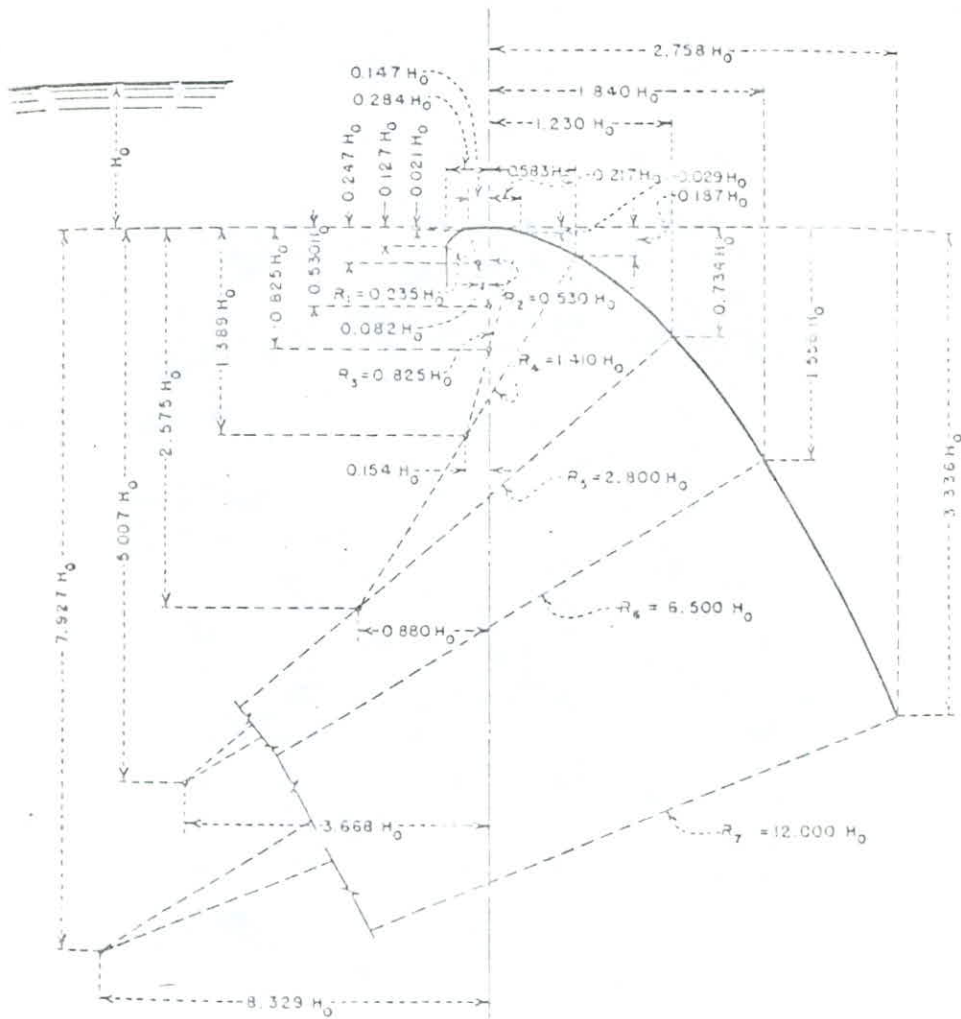 2.758 H₀
0.147 H₀
0.284 H₀
1.840 H₀
1.230 H₀
H₀
0.247 H₀
0.127 H₀
0.021 H₀
0.583 H₀
0.217 H₀
0.029 H₀
0.187 H₀
0.530 H₀
0.825 H₀
0.734 H₀
R₁ = 0.235 H₀
R₂ = 0.530 H₀
0.082 H₀
R₃ = 0.825 H₀
R₄ = 1.410 H₀
1.389 H₀
1.556 H₀
2.575 H₀
0.154 H₀
R₅ = 2.800 H₀
3.336 H₀
5.007 H₀
7.927 H₀
0.880 H₀
R₆ = 6.500 H₀
3.668 H₀
R₇ = 12.000 H₀
8.329 H₀